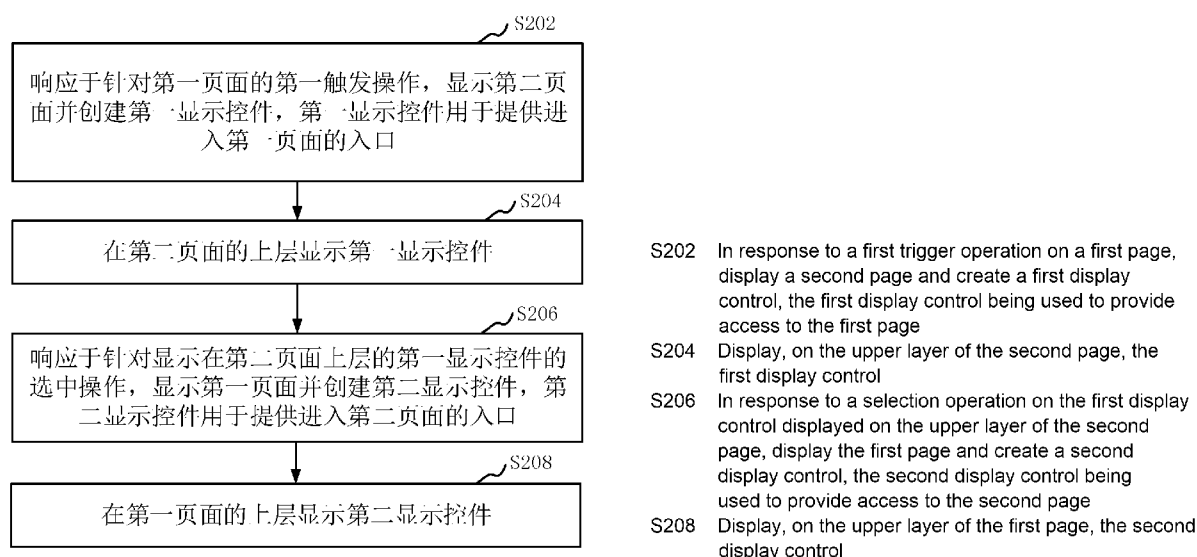 S202
响应于针对第一页面的第一触发操作，显示第二页
面并创建第一显示控件，第一显示控件用于提供进
入第一页面的入口
S204
在第二页面的上层显示第一显示控件
S206
响应于针对显示在第二页面上层的第一显示控件的
选中操作，显示第一页面并创建第二显示控件，第
二显示控件用于提供进入第二页面的入口
S208
在第一页面的上层显示第二显示控件
S202 In response to a first trigger operation on a first page,
display a second page and create a first display
control, the first display control being used to provide
access to the first page
S204 Display, on the upper layer of the second page, the
first display control
S206 In response to a selection operation on the first display
control displayed on the upper layer of the second
page, display the first page and create a second
display control, the second display control being
used to provide access to the second page
S208 Display, on the upper layer of the first page, the second
display control